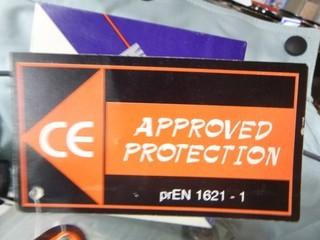 CE
APPROVED
PROTECTION
prEN 1621 - 1